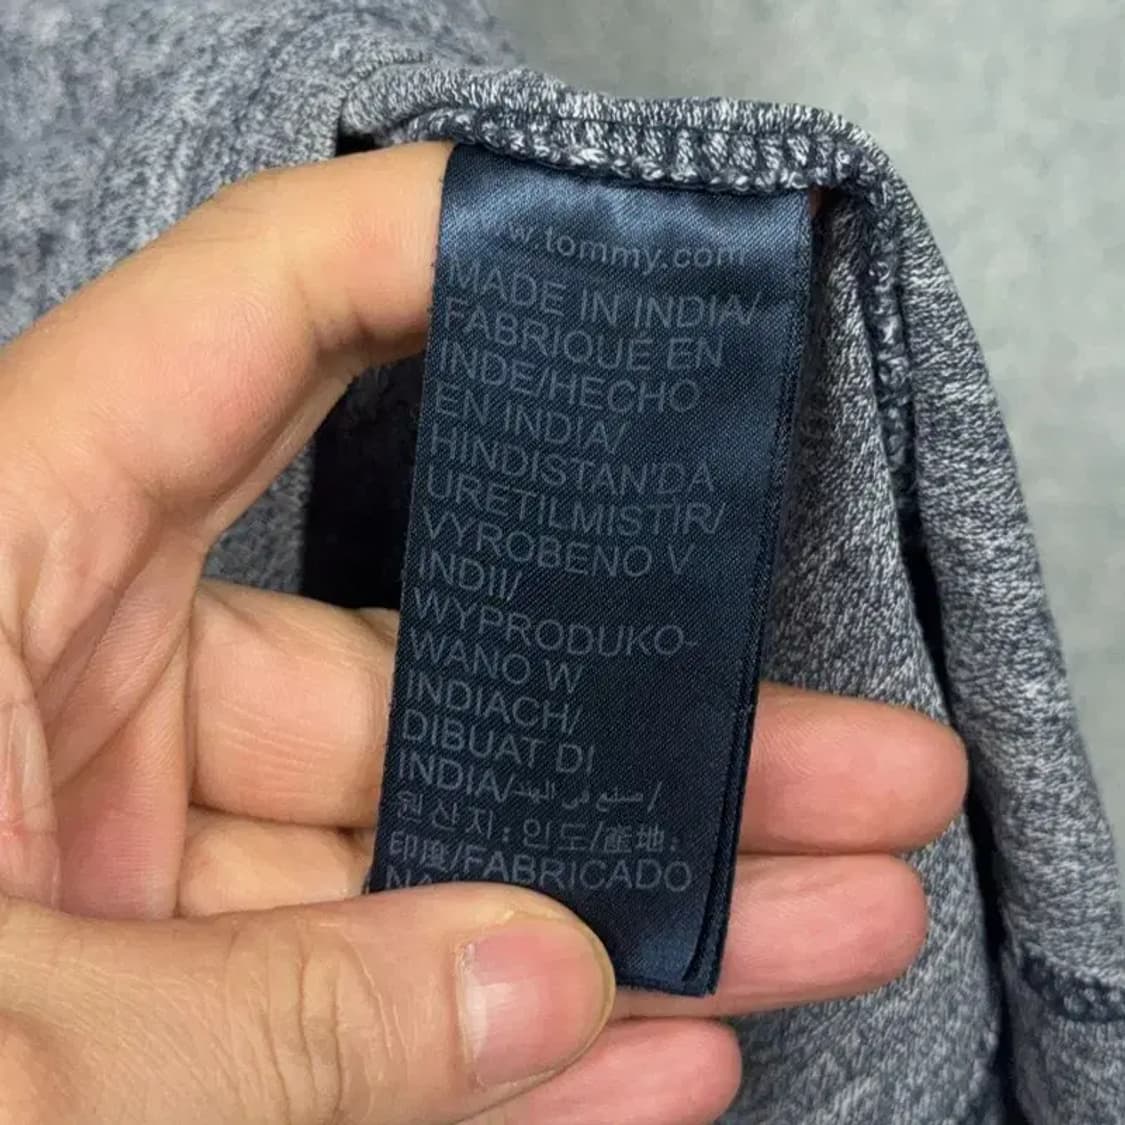 w.tommy.com
MADE IN INDIA/
FABRIQUE EN
INDE/HECHO
EN INDIA/
HINDISTAN'DA
URETILMISTIR/
VYROBENO V
INDII/
WYPRODUKO-
WANO W
INDIACH/
DIBUAT DI
INDIA/صنع في الهند/
원산지: 인도/産地:
印度/FABRICADO